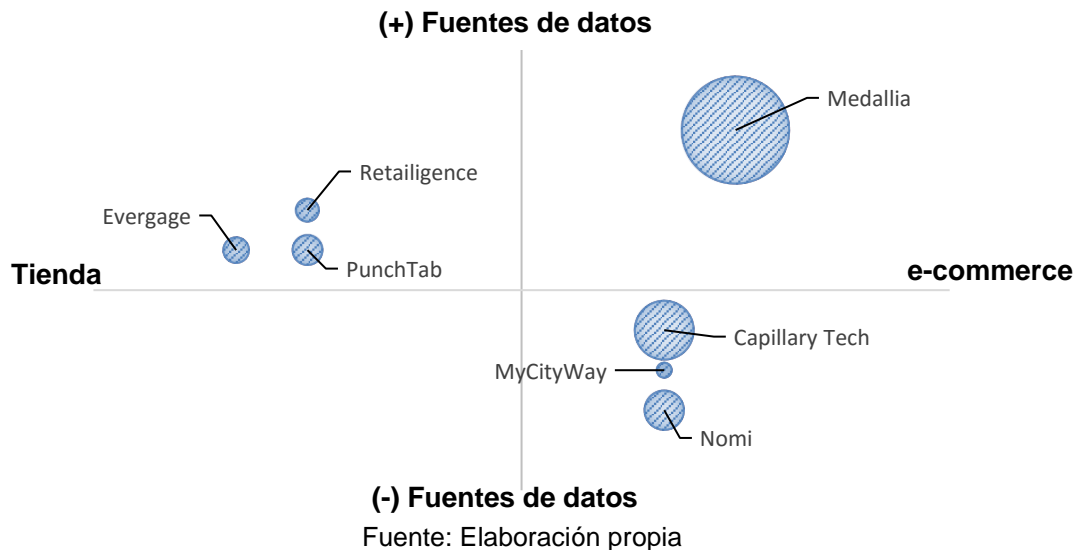 (+) Fuentes de datos
Medallia
Retailigence
Evergage
PunchTab
Tienda
e-commerce
Capillary Tech
MyCityWay
Nomi
(-) Fuentes de datos
Fuente: Elaboración propia